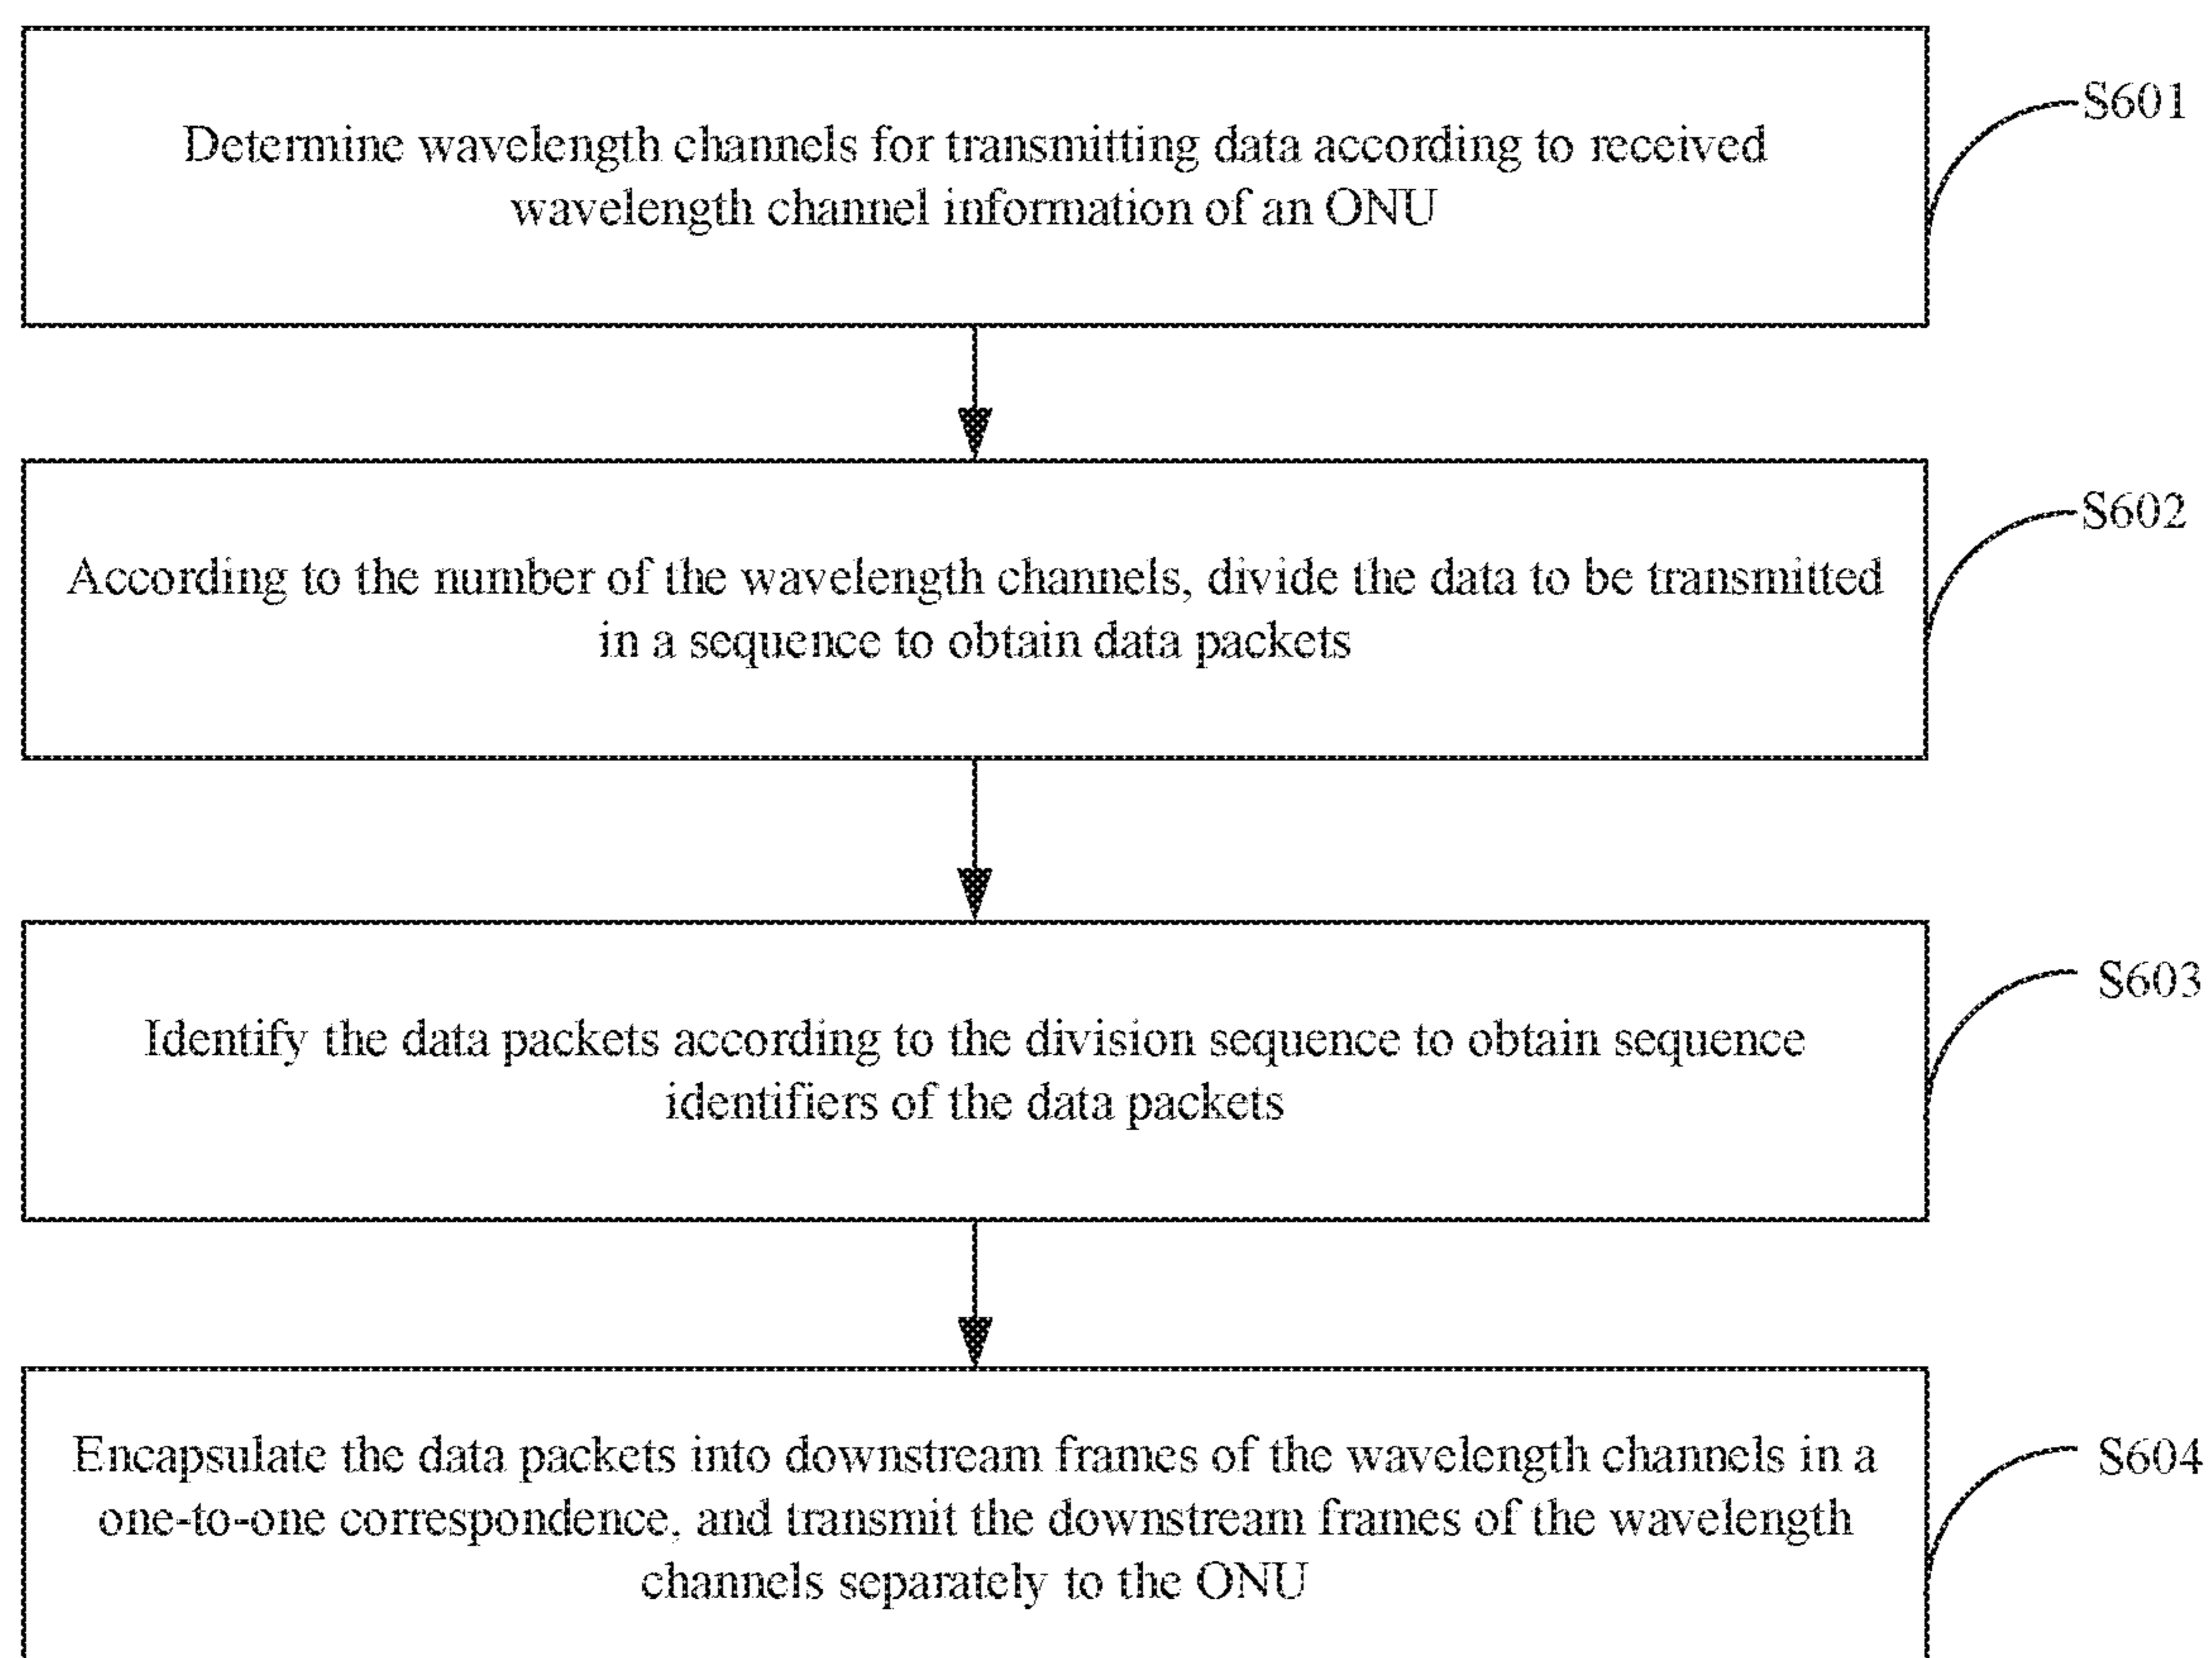 Determine wavelength channels for transmitting data according to received
wavelength channel information of an ONU
S601
According to the number of the wavelength channels, divide the data to be transmitted
in a sequence to obtain data packets
S602
Identify the data packets according to the division sequence to obtain sequence
identifiers of the data packets
S603
Encapsulate the data packets into downstream frames of the wavelength channels in a
one-to-one correspondence, and transmit the downstream frames of the wavelength
channels separately to the ONU
S604